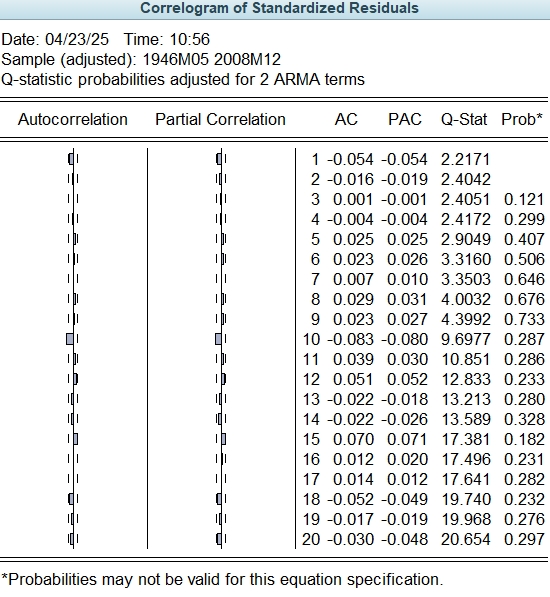 Correlogram of Standardized Residuals
Date: 04/23/25 Time: 10:56
Sample (adjusted): 1946M05 2008M12
Q-statistic probabilities adjusted for 2 ARMA terms
Autocorrelation Partial Correlation AC PAC Q-Stat Prob*
1 -0.054 -0.054 2.2171
2 -0.016 -0.019 2.4042
3 0.001 -0.001 2.4051 0.121
4 -0.004 -0.004 2.4172 0.299
5 0.025 0.025 2.9049 0.407
6 0.023 0.026 3.3160 0.506
7 0.007 0.010 3.3503 0.646
8 0.029 0.031 4.0032 0.676
9 0.023 0.027 4.3992 0.733
10 -0.083 -0.080 9.6977 0.287
11 0.039 0.030 10.851 0.286
12 0.051 0.052 12.833 0.233
13 -0.022 -0.018 13.213 0.280
14 -0.022 -0.026 13.589 0.328
15 0.070 0.071 17.381 0.182
16 0.012 0.020 17.496 0.231
17 0.014 0.012 17.641 0.282
18 -0.052 -0.049 19.740 0.232
19 -0.017 -0.019 19.968 0.276
20 -0.030 -0.048 20.654 0.297
*Probabilities may not be valid for this equation specification.